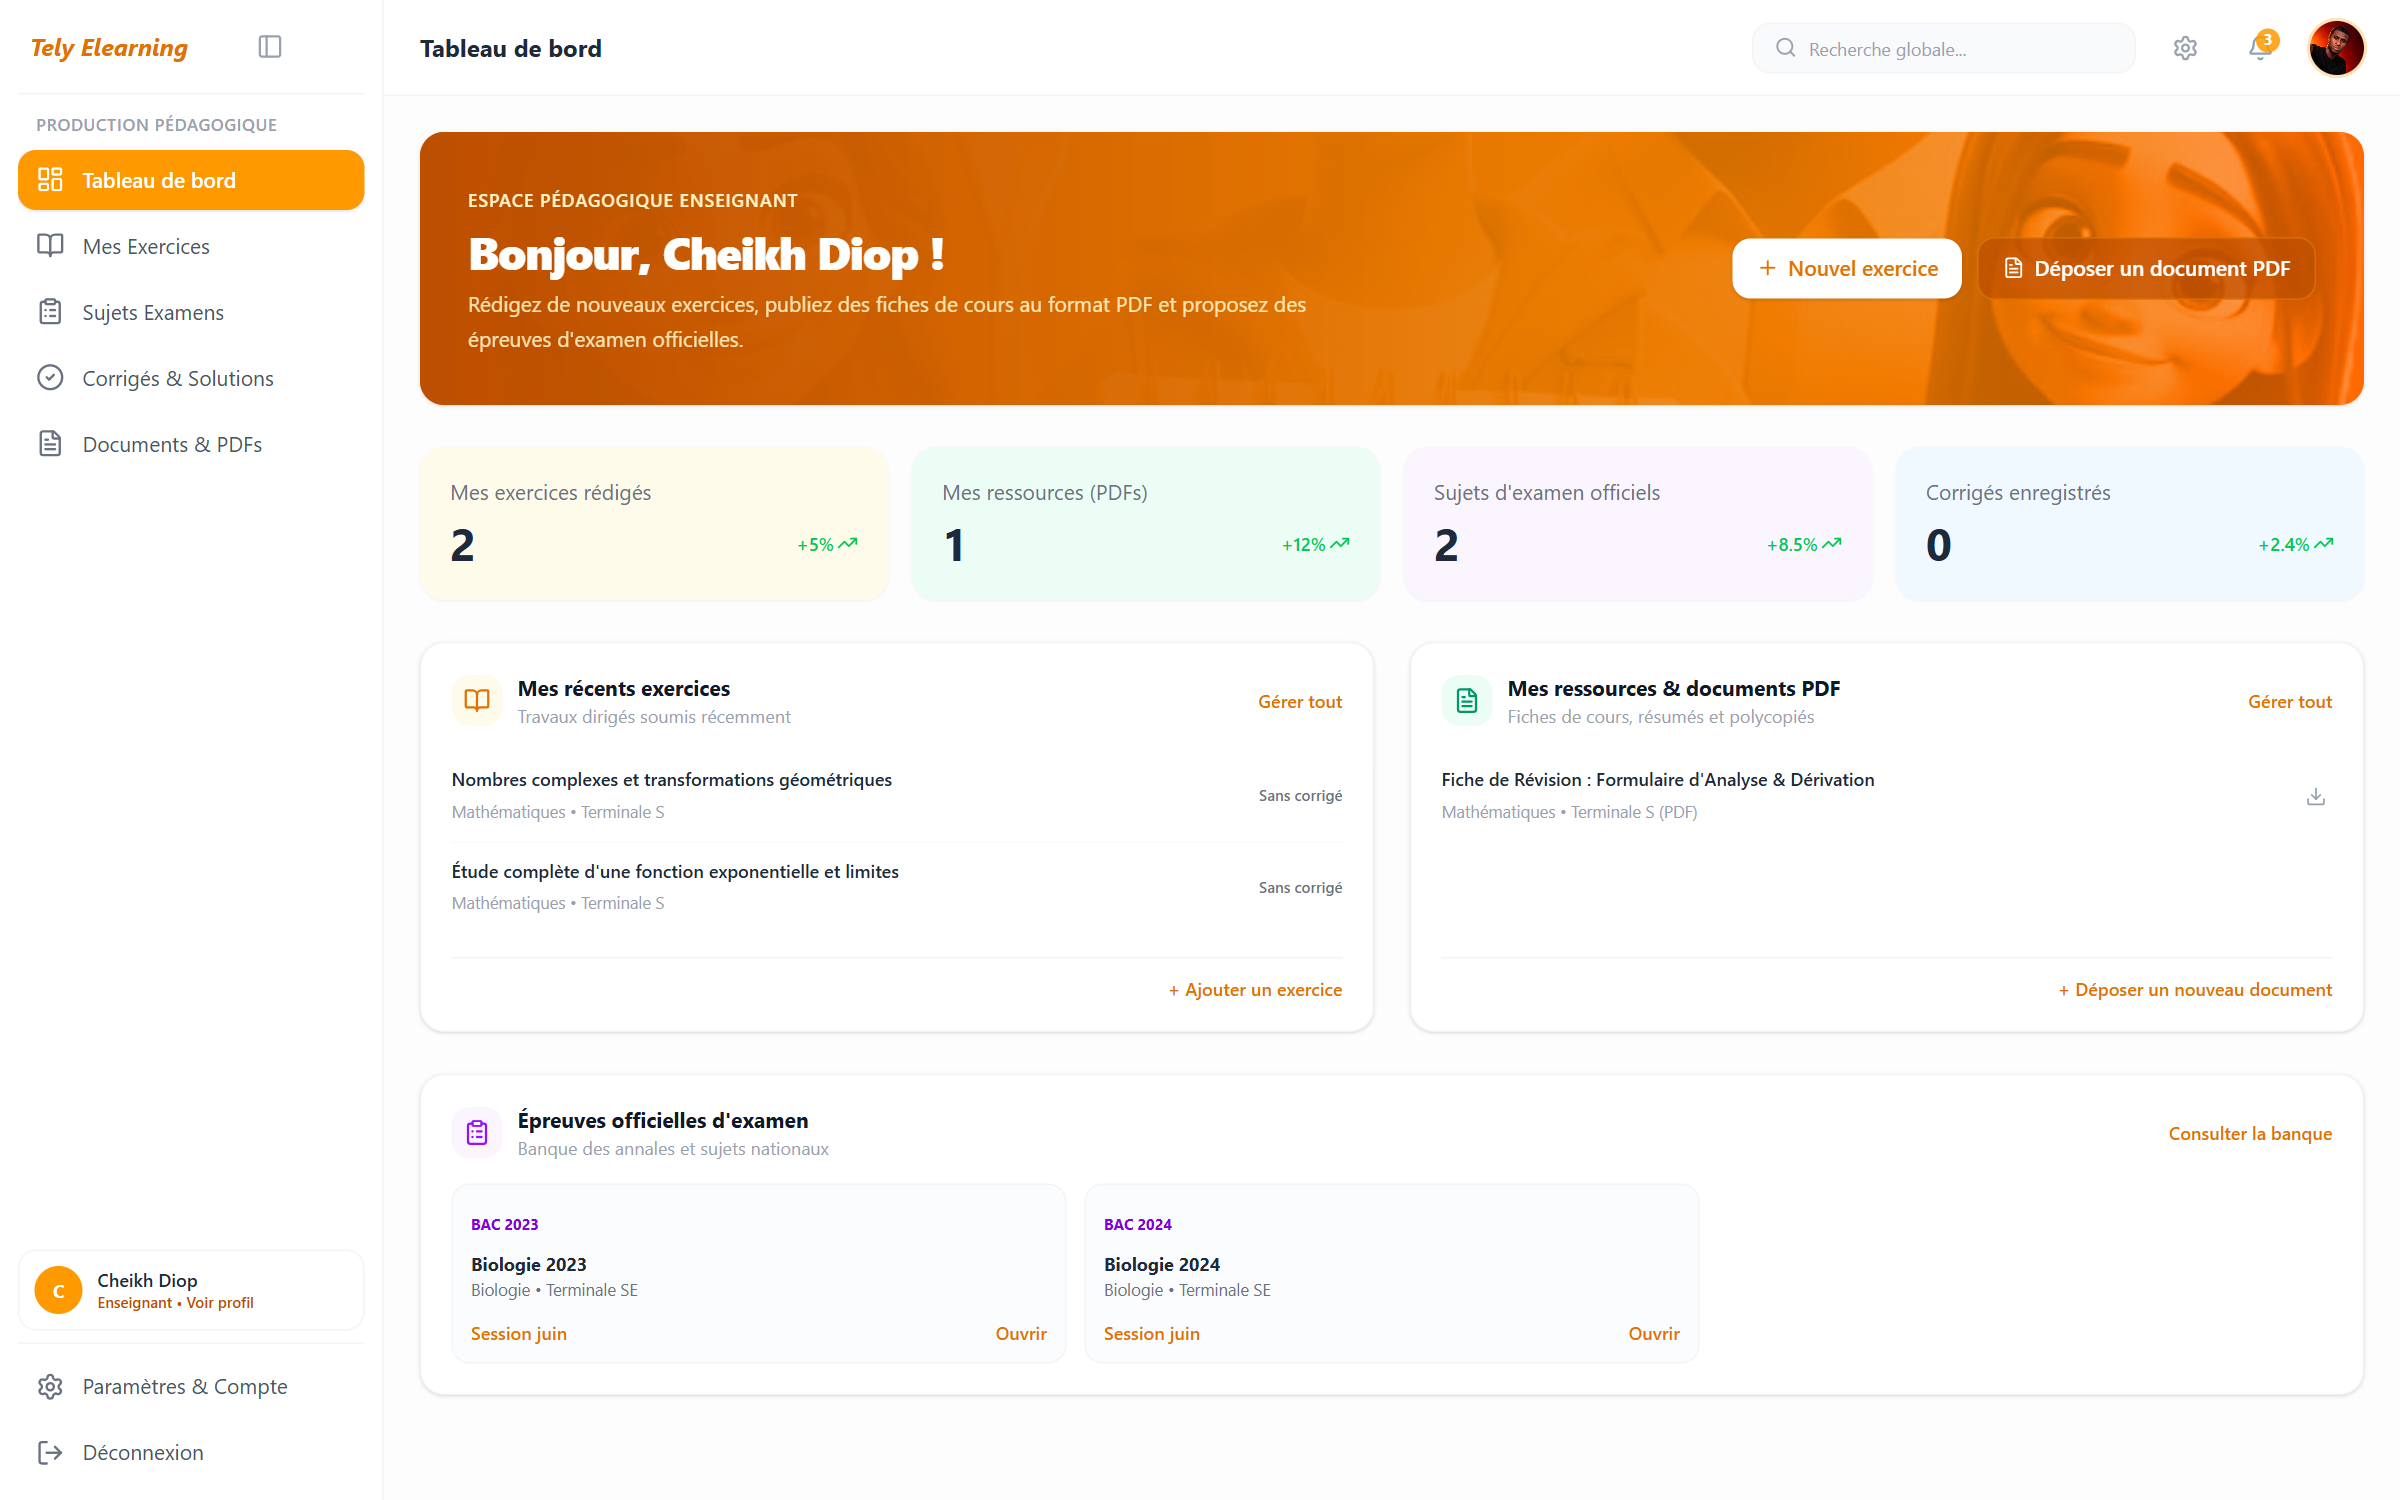 Tely Elearning
PRODUCTION PÉDAGOGIQUE
Tableau de bord
Mes Exercices
Sujets Examens
Corrigés & Solutions
Documents & PDFs
C
Cheikh Diop
Enseignant • Voir profil
Paramètres & Compte
Déconnexion
Tableau de bord
Recherche globale...
3
ESPACE PÉDAGOGIQUE ENSEIGNANT
Bonjour, Cheikh Diop !
Rédigez de nouveaux exercices, publiez des fiches de cours au format PDF et proposez des
épreuves d'examen officielles.
+ Nouvel exercice
Déposer un document PDF
Mes exercices rédigés
2
+5%
Mes ressources (PDFs)
1
+12%
Sujets d'examen officiels
2
+8.5%
Corrigés enregistrés
0
+2.4%
Mes récents exercices
Travaux dirigés soumis récemment
Gérer tout
Nombres complexes et transformations géométriques
Mathématiques • Terminale S
Sans corrigé
Étude complète d'une fonction exponentielle et limites
Mathématiques • Terminale S
Sans corrigé
+ Ajouter un exercice
Mes ressources & documents PDF
Fiches de cours, résumés et polycopiés
Gérer tout
Fiche de Révision : Formulaire d'Analyse & Dérivation
Mathématiques • Terminale S (PDF)
+ Déposer un nouveau document
Épreuves officielles d'examen
Banque des annales et sujets nationaux
Consulter la banque
BAC 2023
Biologie 2023
Biologie • Terminale SE
Session juin
Ouvrir
BAC 2024
Biologie 2024
Biologie • Terminale SE
Session juin
Ouvrir